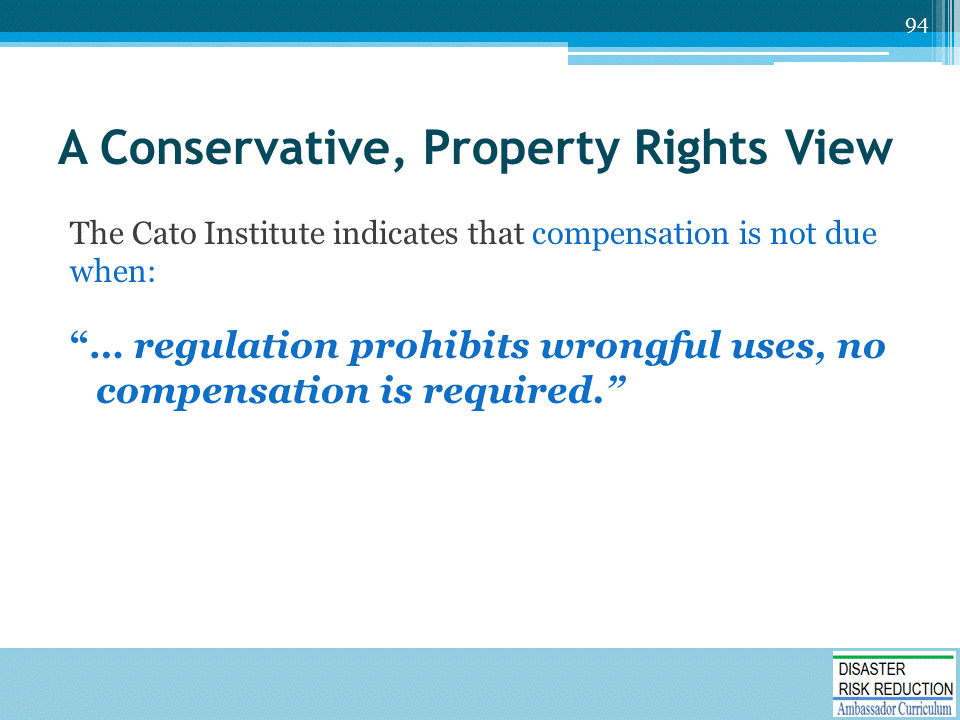 94
A Conservative, Property Rights View
The Cato Institute indicates that compensation is not due
when:
“… regulation prohibits wrongful uses, no
compensation is required.”
DISASTER
RISK REDUCTION
Ambassador Curriculum